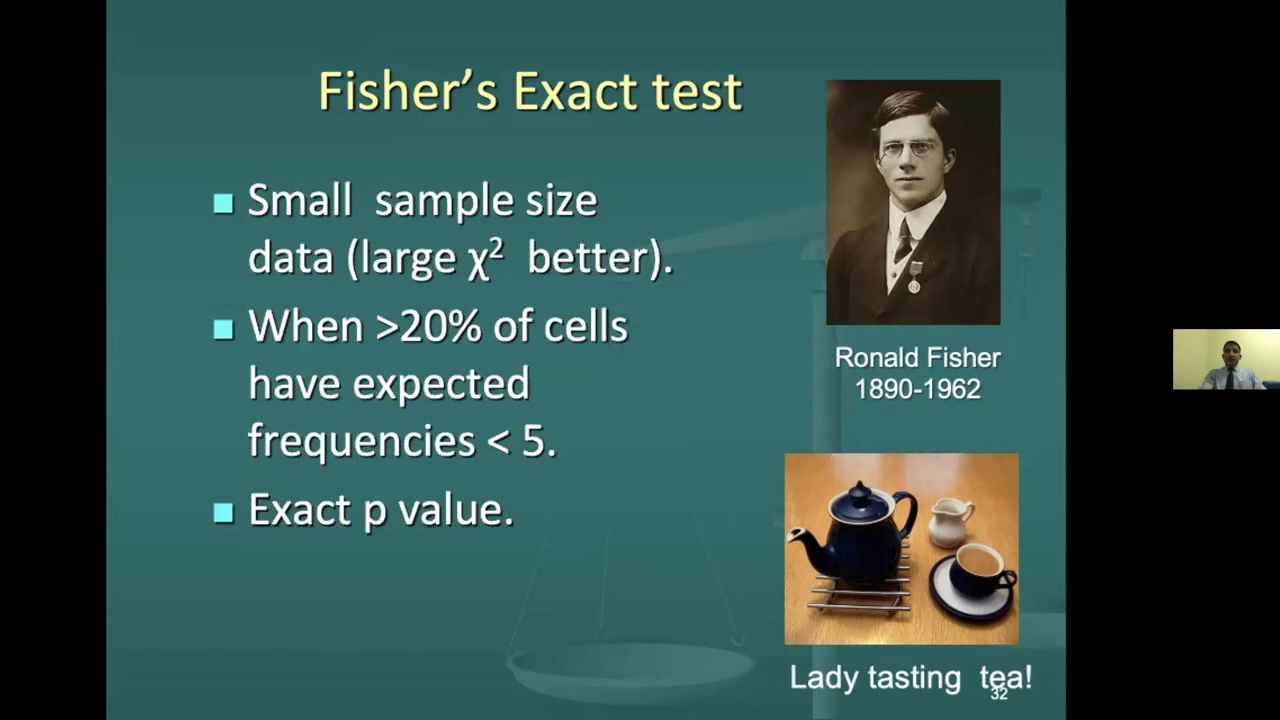 Fisher's Exact test
■ Small sample size
data (large χ² better).
■ When >20% of cells
have expected
frequencies < 5.
■ Exact p value.
Ronald Fisher
1890-1962
Lady tasting tea!
32